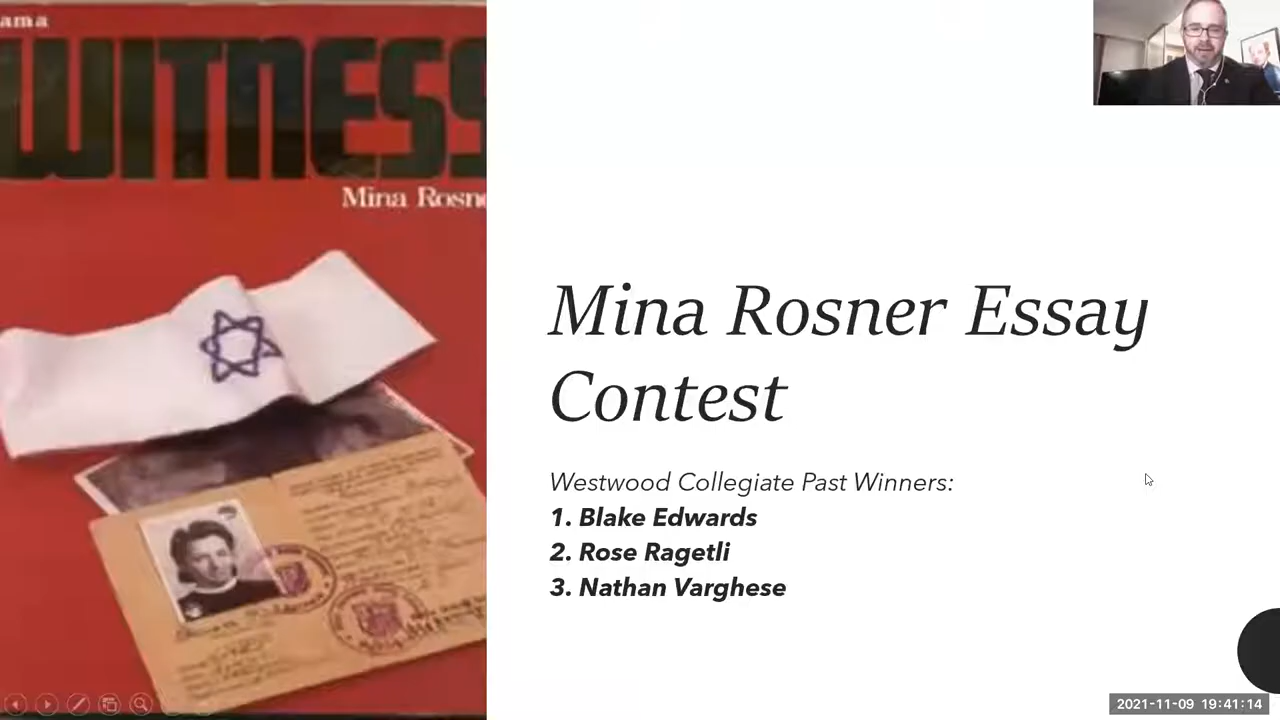 ama
WITNESS
Mina Rosne
Mina Rosner Essay
Contest
Westwood Collegiate Past Winners:
1. Blake Edwards
2. Rose Ragetli
3. Nathan Varghese
2021-11-09 19:41:14